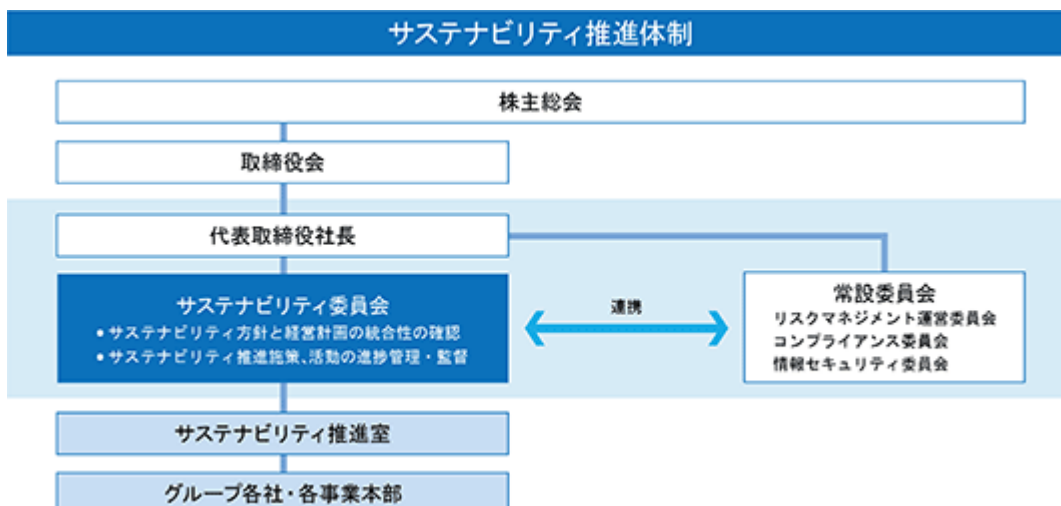 サステナビリティ推進体制
株主総会
取締役会
代表取締役社長
サステナビリティ委員会
• サステナビリティ方針と経営計画の統合性の確認
• サステナビリティ推進施策、活動の進捗管理・監督
連携
常設委員会
リスクマネジメント運営委員会
コンプライアンス委員会
情報セキュリティ委員会
サステナビリティ推進室
グループ各社・各事業本部